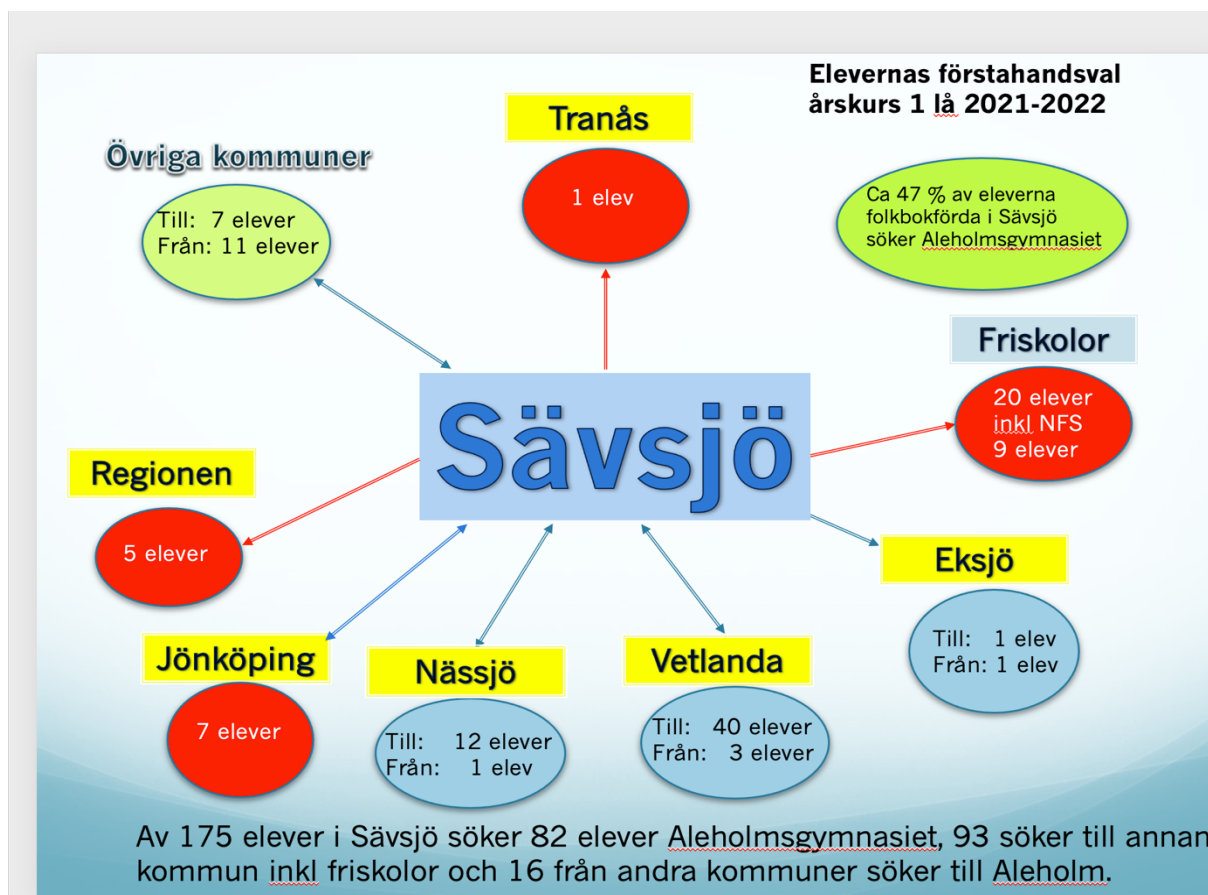 Elevernas förstahandsval
årskurs 1 lå 2021-2022
Tranås
1 elev
Övriga kommuner
Till: 7 elever
Från: 11 elever
Ca 47 % av eleverna
folkbokförda i Sävsjö
söker Aleholmsgymnasiet
Friskolor
20 elever
inkl NFS
9 elever
Sävsjö
Regionen
5 elever
Eksjö
Till: 1 elev
Från: 1 elev
Jönköping
7 elever
Nässjö
Till: 12 elever
Från: 1 elev
Vetlanda
Till: 40 elever
Från: 3 elever
Av 175 elever i Sävsjö söker 82 elever Aleholmsgymnasiet, 93 söker till annan
kommun inkl friskolor och 16 från andra kommuner söker till Aleholm.